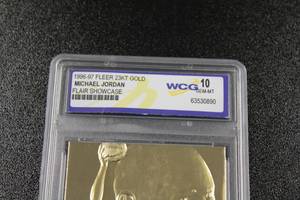 1996-97 FLEER 23KT GOLD
MICHAEL JORDAN
FLAIR SHOWCASE
WCG 10
GEM-MT
63530890